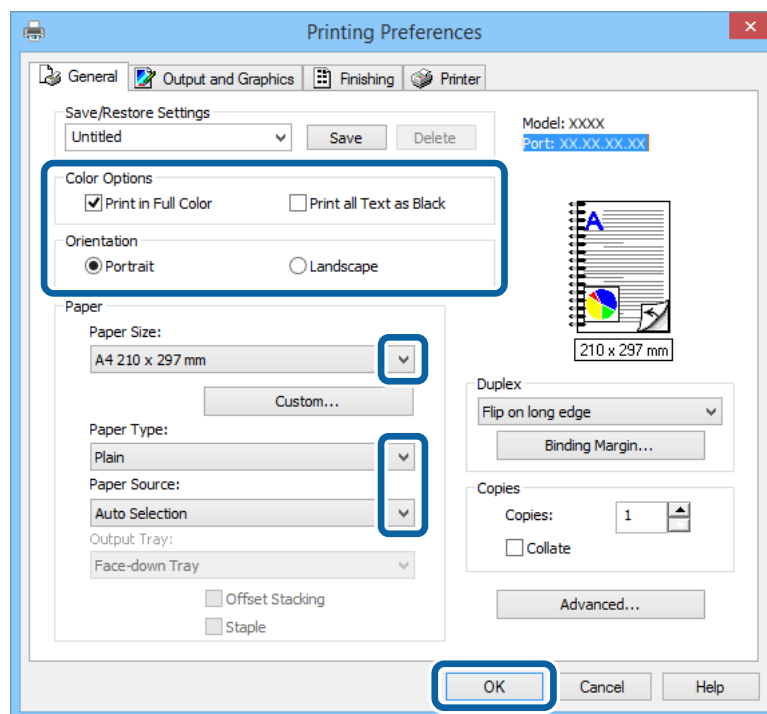 Printing Preferences
General
Output and Graphics
Finishing
Printer
Save/Restore Settings
Untitled
Save
Delete
Model: XXXX
Port: XX.XX.XX.XX
Color Options
Print in Full Color
Print all Text as Black
Orientation
Portrait
Landscape
A
210 x 297 mm
Paper
Paper Size:
A4 210 x 297 mm
Custom...
Paper Type:
Plain
Paper Source:
Auto Selection
Output Tray:
Face-down Tray
Offset Stacking
Staple
Duplex
Flip on long edge
Binding Margin...
Copies
Copies:
1
Collate
Advanced...
OK
Cancel
Help